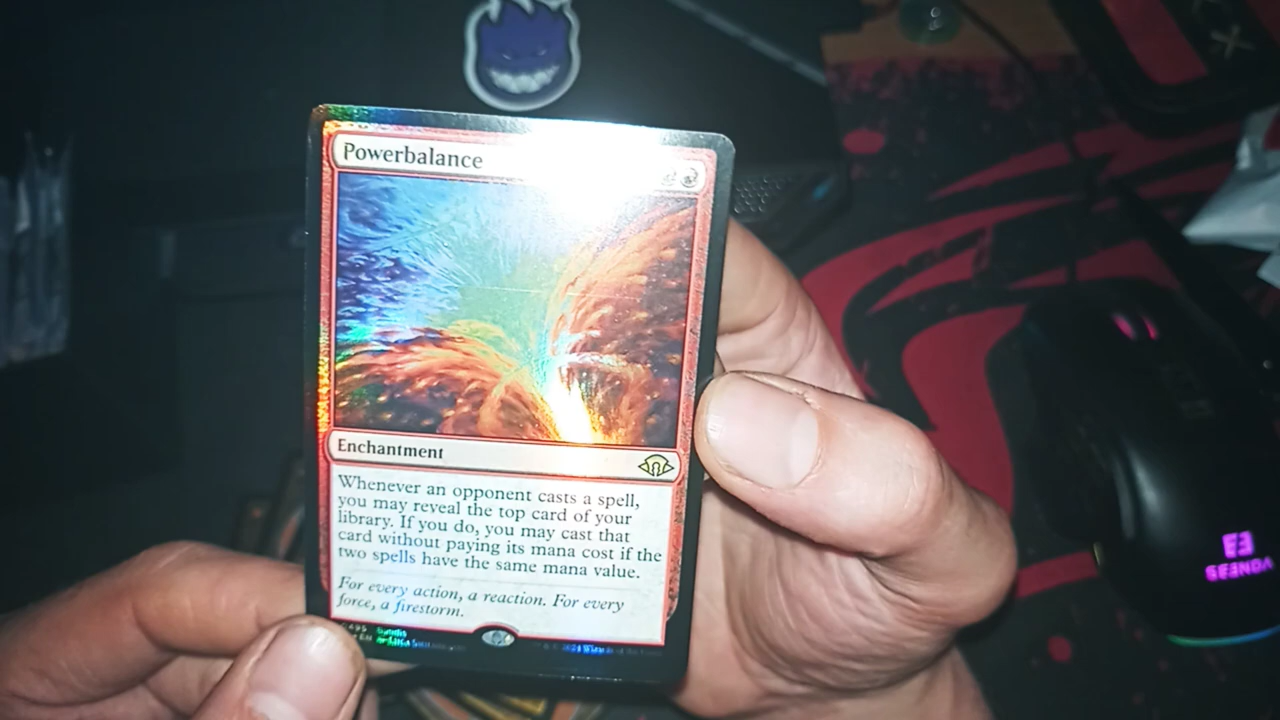 Powerbalance
Enchantment
Whenever an opponent casts a spell,
you may reveal the top card of your
library. If you do, you may cast that
card without paying its mana cost if the
two spells have the same mana value.
For every action, a reaction. For every
force, a firestorm.
EN